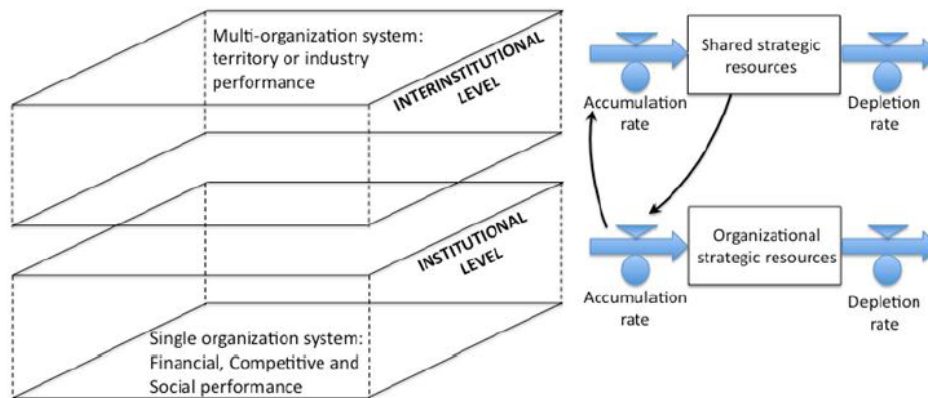 Multi-organization system:
territory or industry
performance
INTERINSTITUTIONAL
LEVEL
Shared strategic
resources
Accumulation
rate
Depletion
rate
INSTITUTIONAL
LEVEL
Organizational
strategic resources
Accumulation
rate
Depletion
rate
Single organization system:
Financial, Competitive and
Social performance